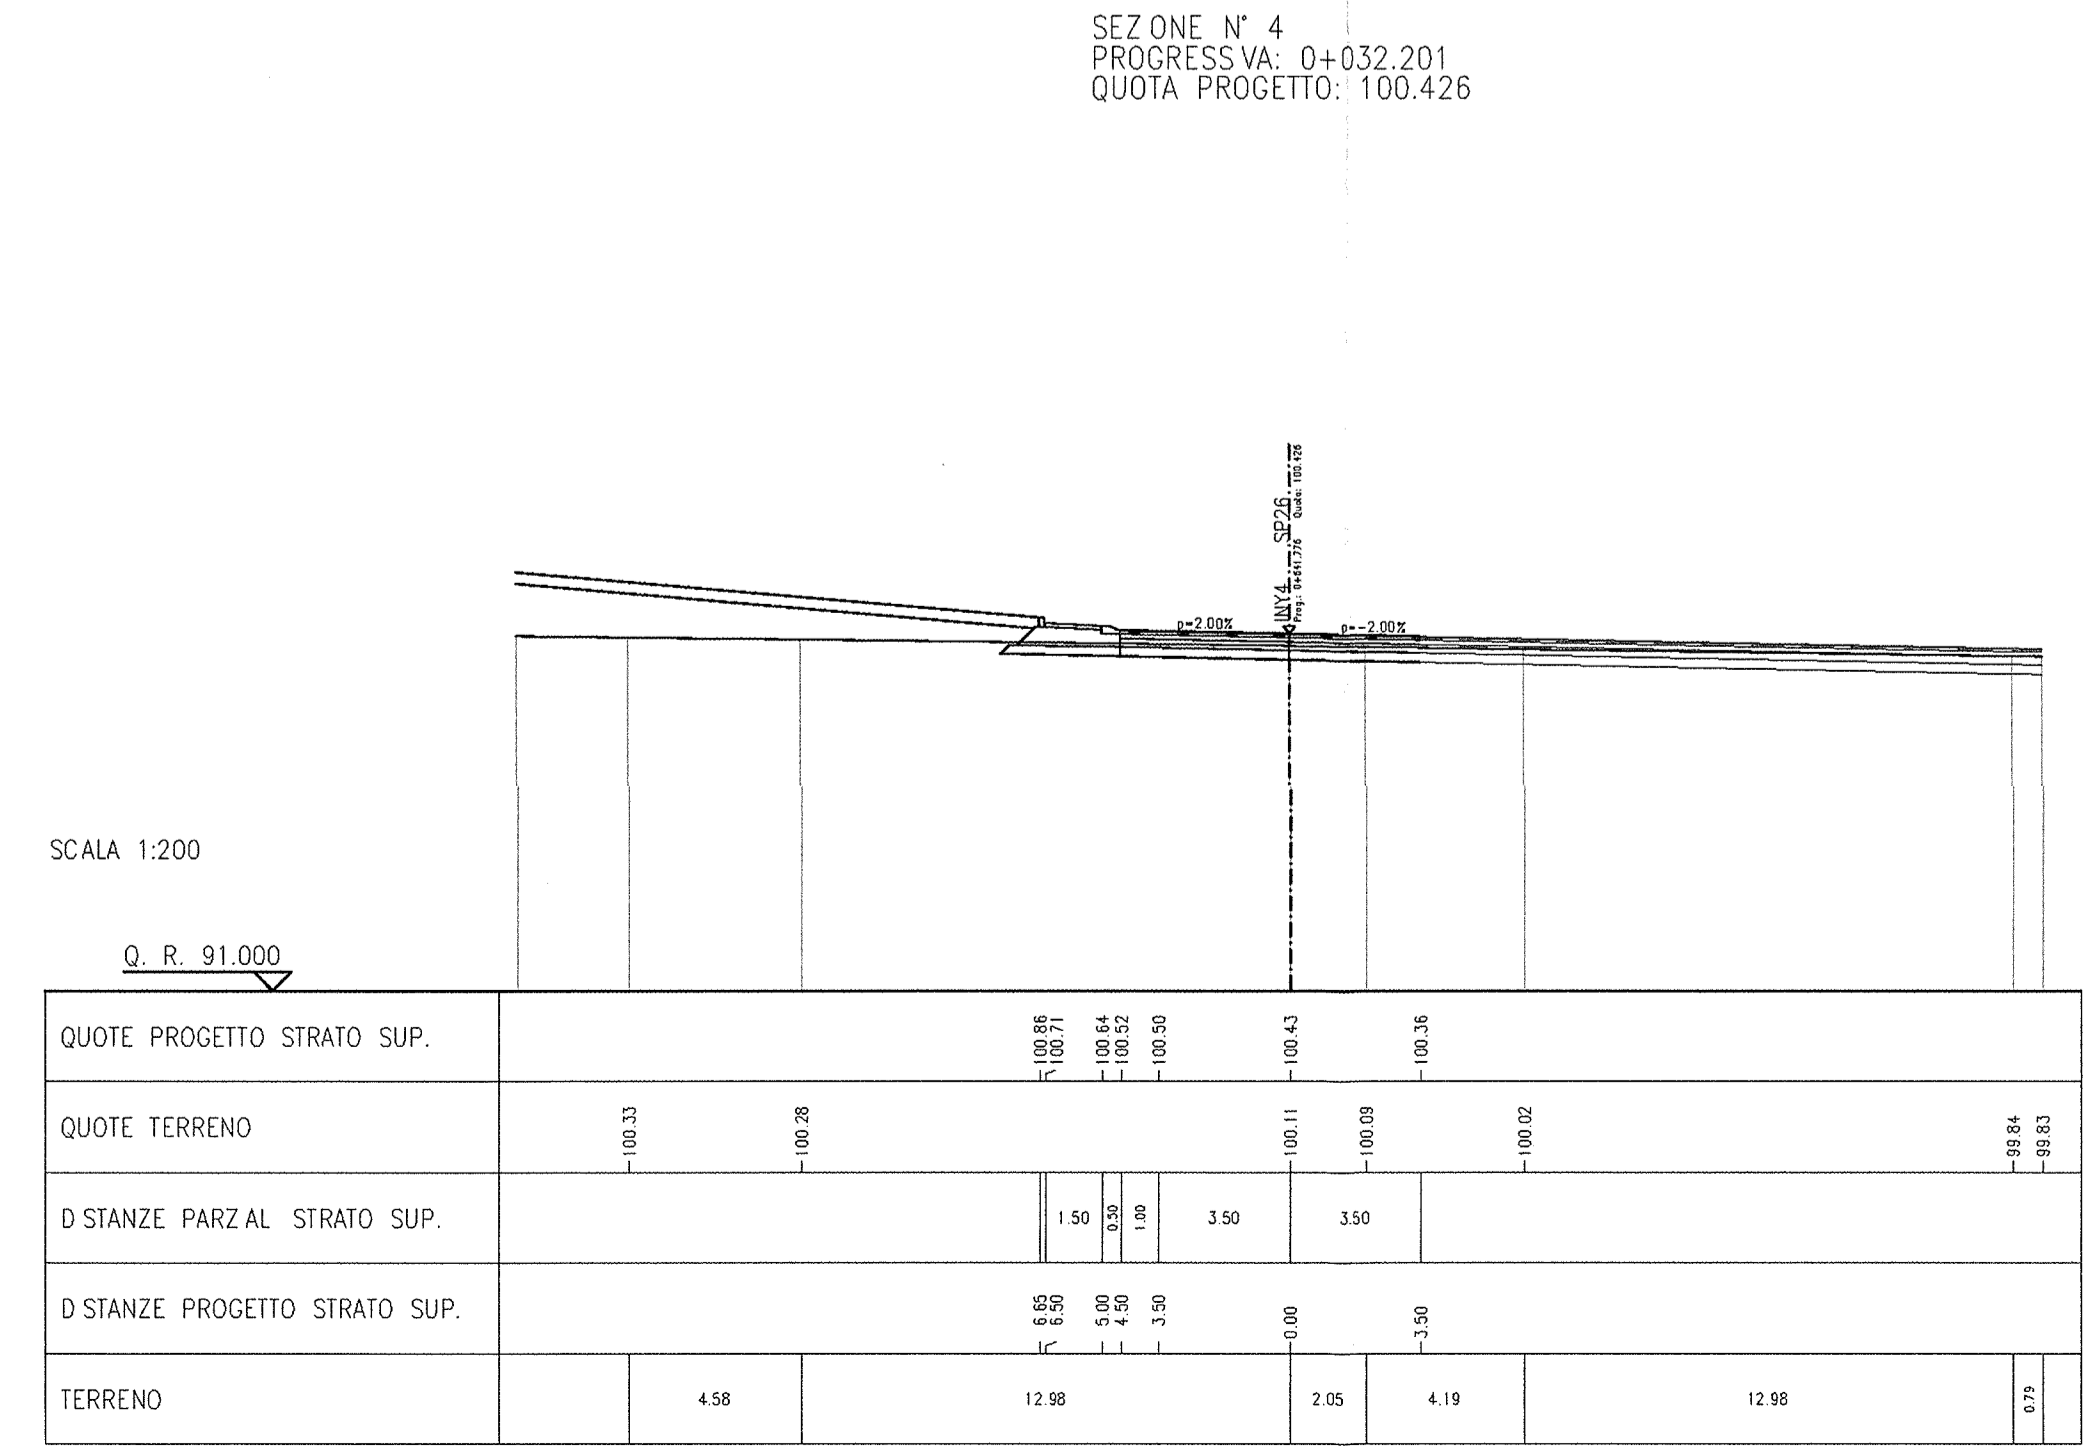 SEZ ONE N° 4
PROGRESS VA: 0+032.201
QUOTA PROGETTO: 100.426
SP26
Quota: 100.426
INY4
p=2.00%
p=-2.00%
SCALA 1:200
Q. R. 91.000
QUOTE PROGETTO STRATO SUP.
100.86 100.71 100.64 100.52 100.50 100.43 100.36
QUOTE TERRENO
100.33 100.28 100.11 100.09 100.02 99.84 99.83
D STANZE PARZ AL STRATO SUP.
1.50 0.50 1.00 3.50 3.50
D STANZE PROGETTO STRATO SUP.
6.65 6.50 5.00 4.50 3.50 0.00 3.50
TERRENO
4.58 12.98 2.05 4.19 12.98 0.79